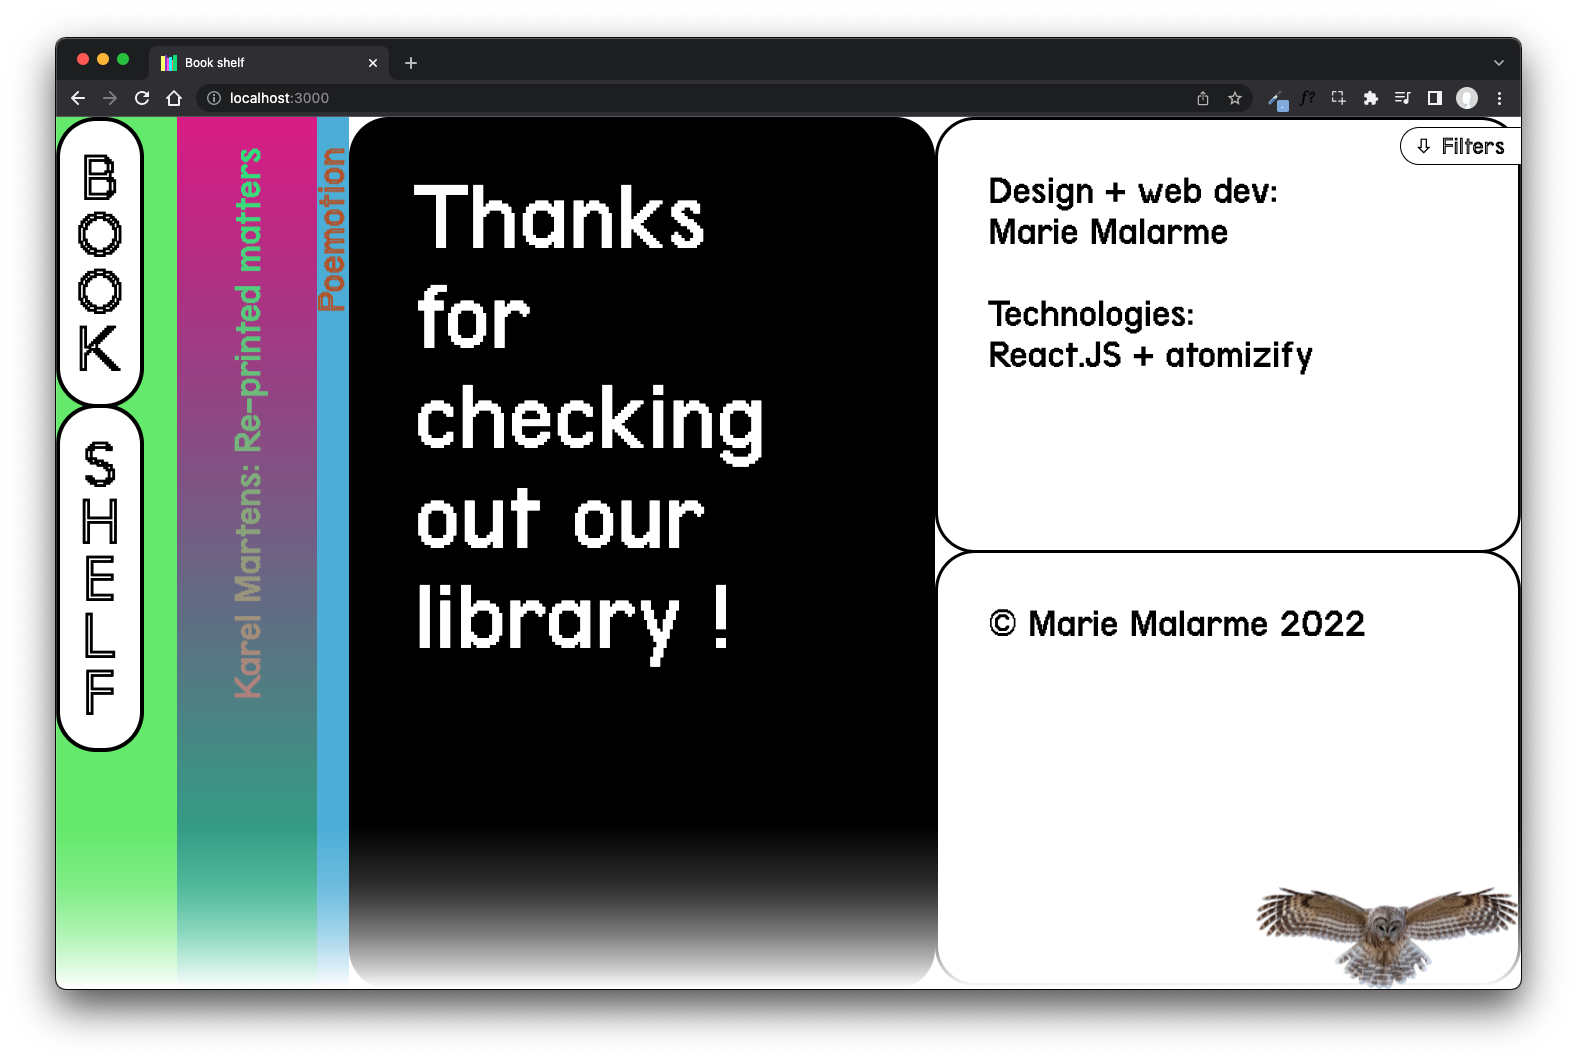 Book shelf
localhost:3000
f?
BOOK
SHELF
Karel Martens: Re-printed matters
Poemotion
Thanks
for
checking
out our
library !
⇩ Filters
Design + web dev:
Marie Malarme
Technologies:
React.JS + atomizify
© Marie Malarme 2022